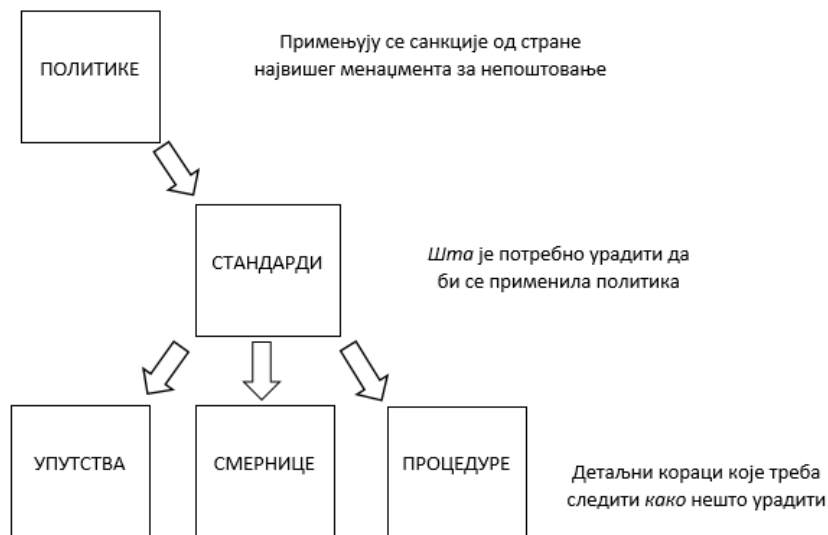 ПОЛИТИКЕ
Примењују се санкције од стране
највишег менаџмента за непоштовање
СТАНДАРДИ
Шта је потребно урадити да
би се применила политика
УПУТСТВА
СМЕРНИЦЕ
ПРОЦЕДУРЕ
Детаљни кораци које треба
следити како нешто урадити